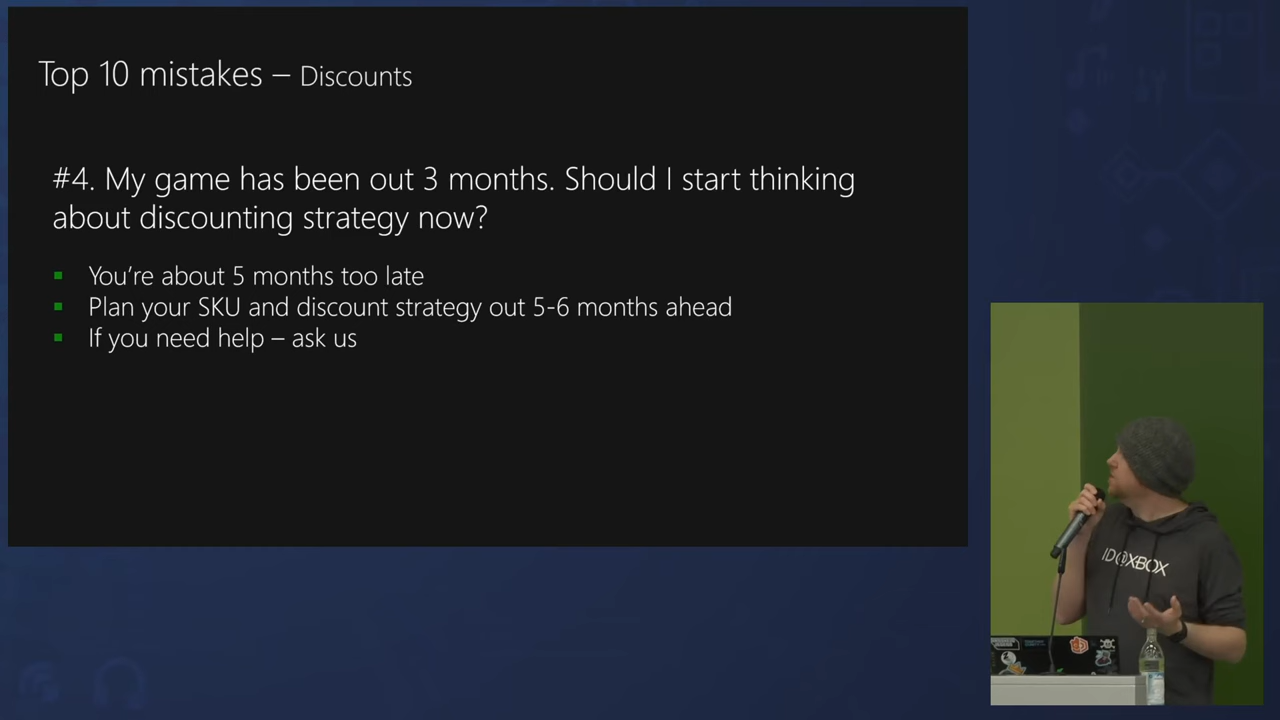 Top 10 mistakes – Discounts
#4. My game has been out 3 months. Should I start thinking
about discounting strategy now?
You're about 5 months too late
Plan your SKU and discount strategy out 5-6 months ahead
If you need help – ask us
ID@XBOX